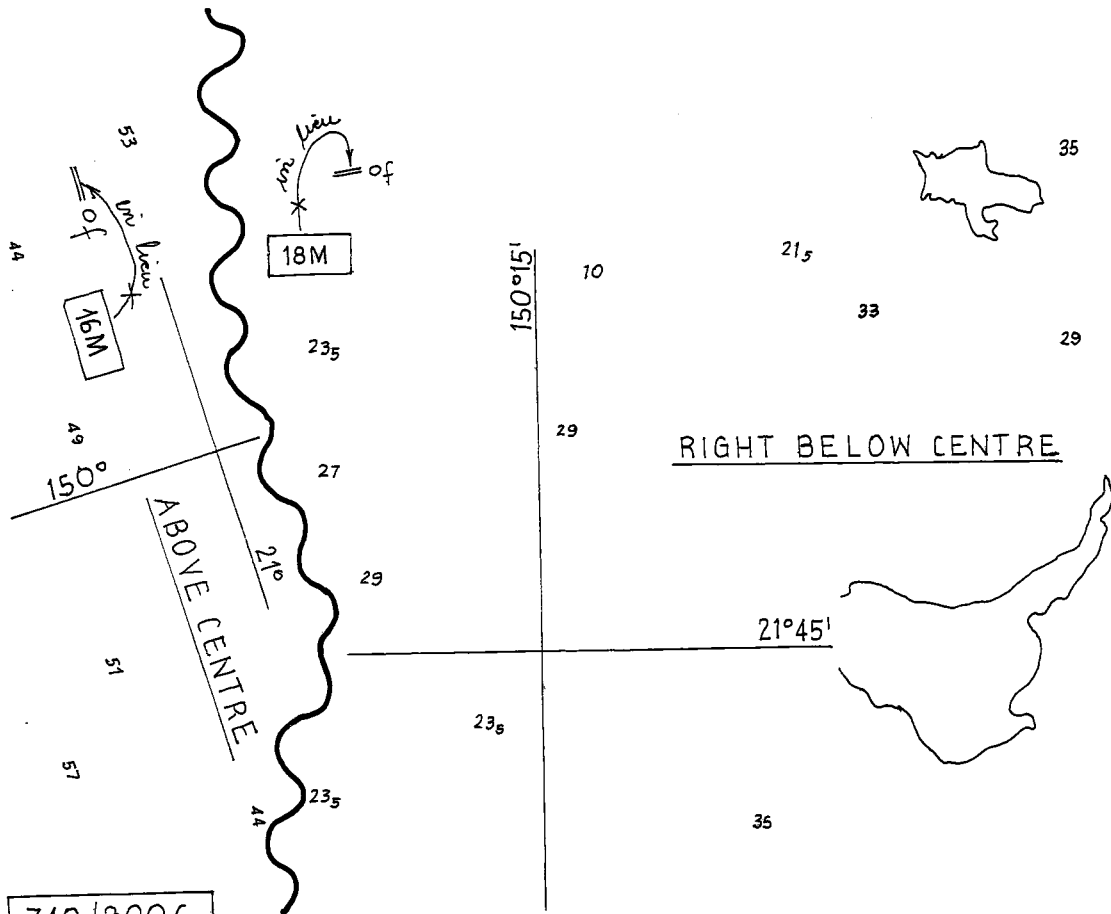 53
in lieu
of
44
16M
49
150°
ABOVE CENTRE
21°
51
57
44
in lieu
of
18M
150°15'
10
21₅
35
33
29
23₅
29
RIGHT BELOW CENTRE
27
29
21°45'
23₅
23₅
35